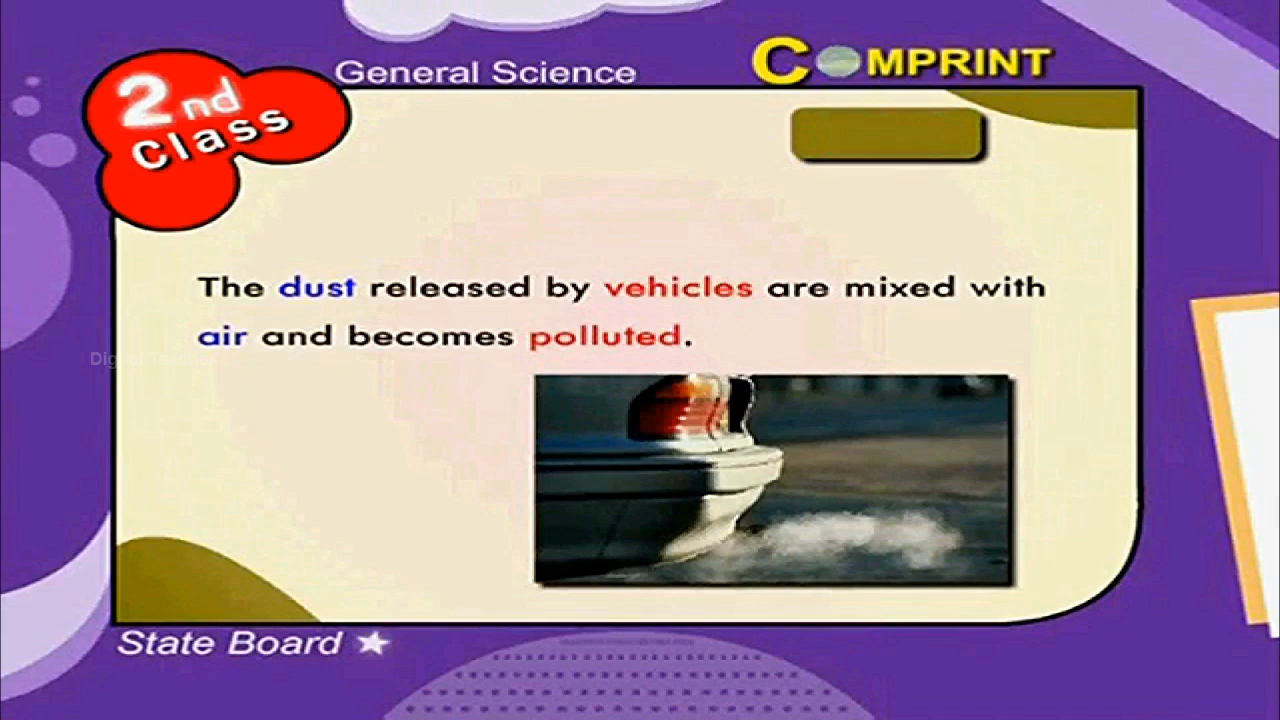 General Science
COMPRINT
2nd
Class
The dust released by vehicles are mixed with
air and becomes polluted.
State Board